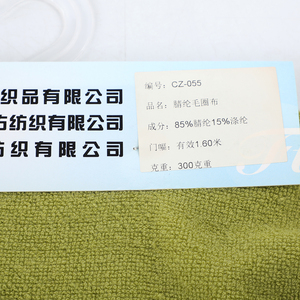 织品有限公司
方纺织有限公司
纺织有限公司
编号：CZ-055
品名：腈纶毛圈布
成分：85%腈纶15%涤纶
门幅：有效1.60米
克重：300克重